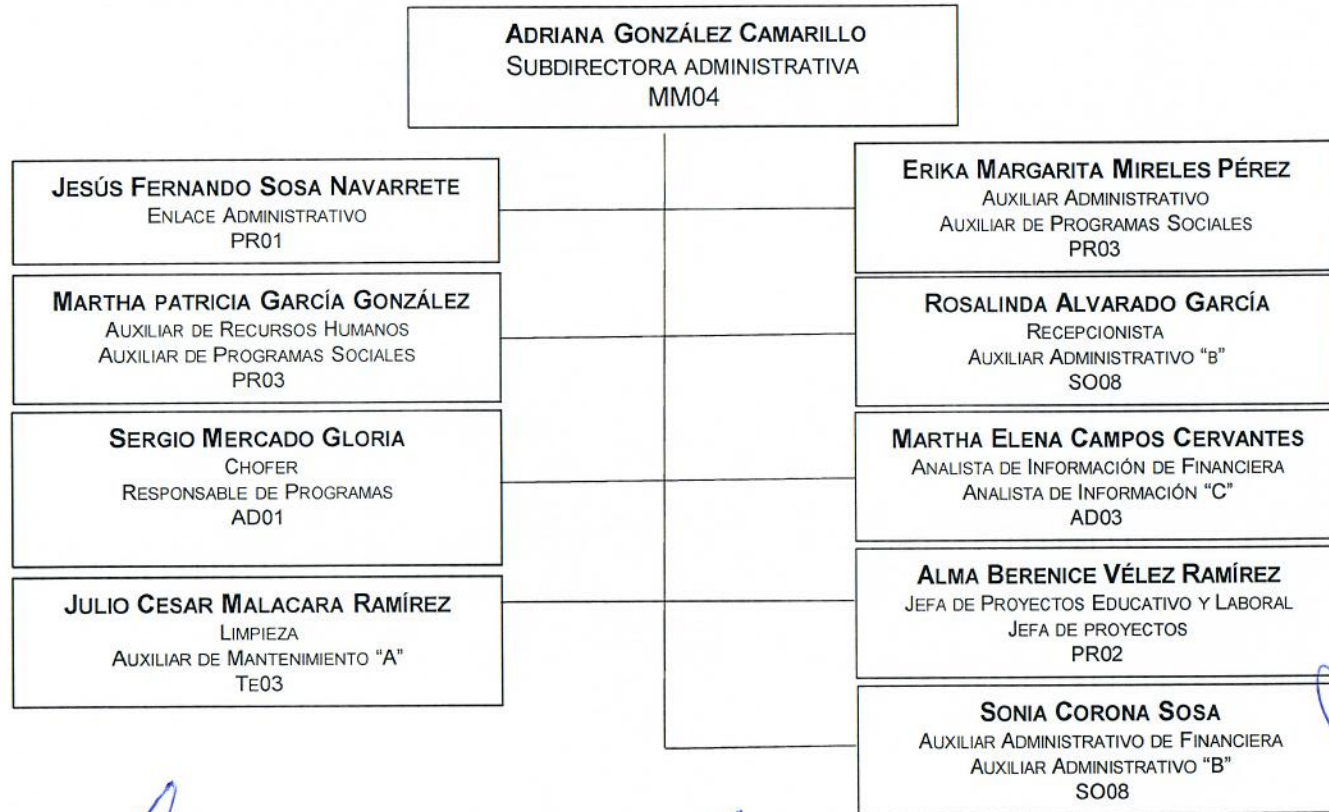 ADRIANA GONZÁLEZ CAMARILLO
SUBDIRECTORA ADMINISTRATIVA
MM04
JESÚS FERNANDO SOSA NAVARRETE
ENLACE ADMINISTRATIVO
PR01
MARTHA PATRICIA GARCÍA GONZÁLEZ
AUXILIAR DE RECURSOS HUMANOS
AUXILIAR DE PROGRAMAS SOCIALES
PR03
SERGIO MERCADO GLORIA
CHOFER
RESPONSABLE DE PROGRAMAS
AD01
JULIO CESAR MALACARA RAMÍREZ
LIMPIEZA
AUXILIAR DE MANTENIMIENTO "A"
TE03
ERIKA MARGARITA MIRELES PÉREZ
AUXILIAR ADMINISTRATIVO
AUXILIAR DE PROGRAMAS SOCIALES
PR03
ROSALINDA ALVARADO GARCÍA
RECEPCIONISTA
AUXILIAR ADMINISTRATIVO "B"
SO08
MARTHA ELENA CAMPOS CERVANTES
ANALISTA DE INFORMACIÓN DE FINANCIERA
ANALISTA DE INFORMACIÓN "C"
AD03
ALMA BERENICE VÉLEZ RAMÍREZ
JEFA DE PROYECTOS EDUCATIVO Y LABORAL
JEFA DE PROYECTOS
PR02
SONIA CORONA SOSA
AUXILIAR ADMINISTRATIVO DE FINANCIERA
AUXILIAR ADMINISTRATIVO "B"
SO08